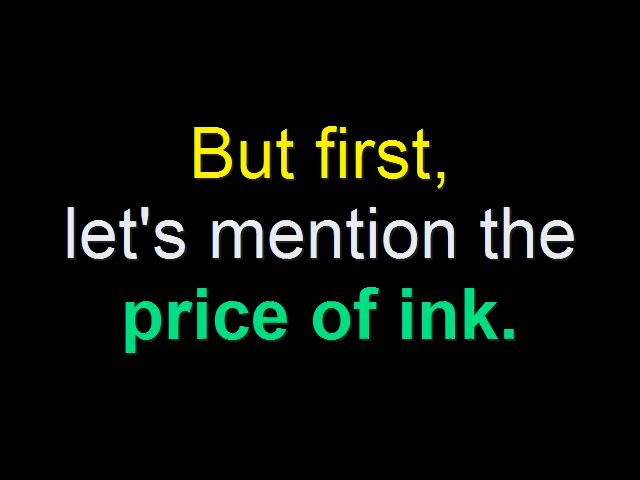 But first,
let's mention the
price of ink.